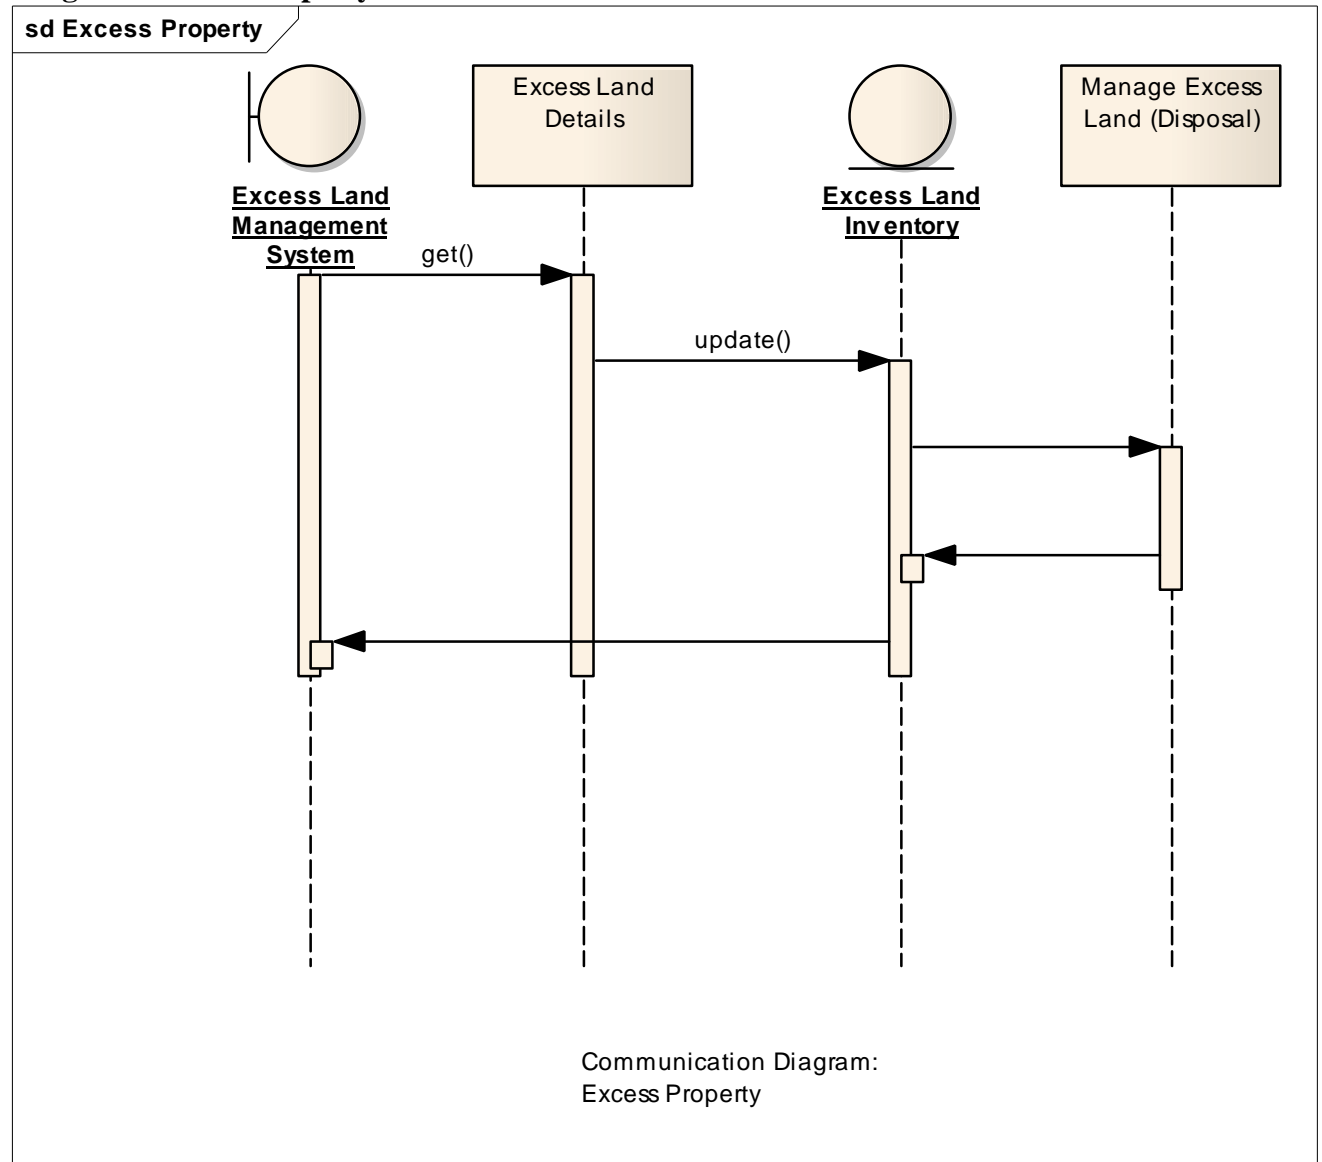 sd Excess Property
Excess Land
Details
Manage Excess
Land (Disposal)
Excess Land
Management
System
Excess Land
Inventory
get()
update()
Communication Diagram:
Excess Property